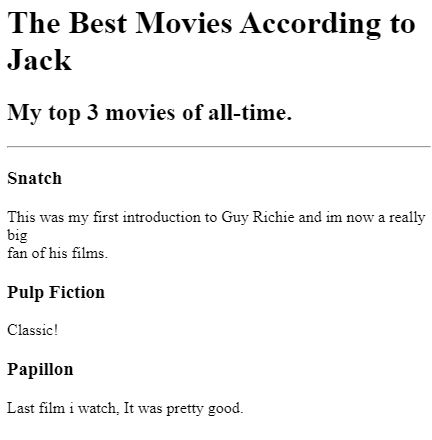 The Best Movies According to
Jack
My top 3 movies of all-time.
Snatch
This was my first introduction to Guy Richie and im now a really
big
fan of his films.
Pulp Fiction
Classic!
Papillon
Last film i watch, It was pretty good.